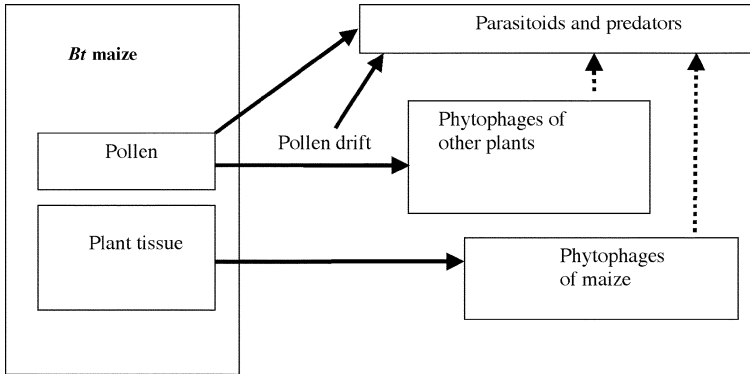 Parasitoids and predators
Bt maize
Phytophages of
other plants
Pollen
Pollen drift
Plant tissue
Phytophages
of maize